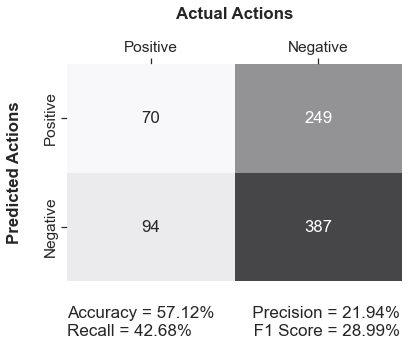 Actual Actions
Positive Negative
Predicted Actions
Positive
70 249
Negative
94 387
Accuracy = 57.12% Precision = 21.94%
Recall = 42.68% F1 Score = 28.99%